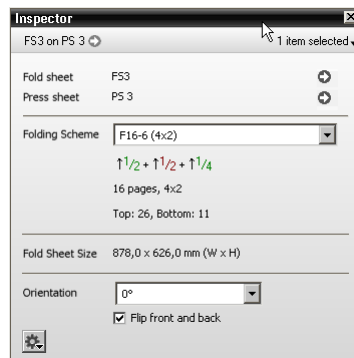 Inspector
FS3 on PS 3
1 item selected
Fold sheet FS3
Press sheet PS 3
Folding Scheme F16-6 (4x2)
↑1/2 + ↑1/2 + ↑1/4
16 pages, 4x2
Top: 26, Bottom: 11
Fold Sheet Size 878,0 x 626,0 mm (W x H)
Orientation 0°
Flip front and back